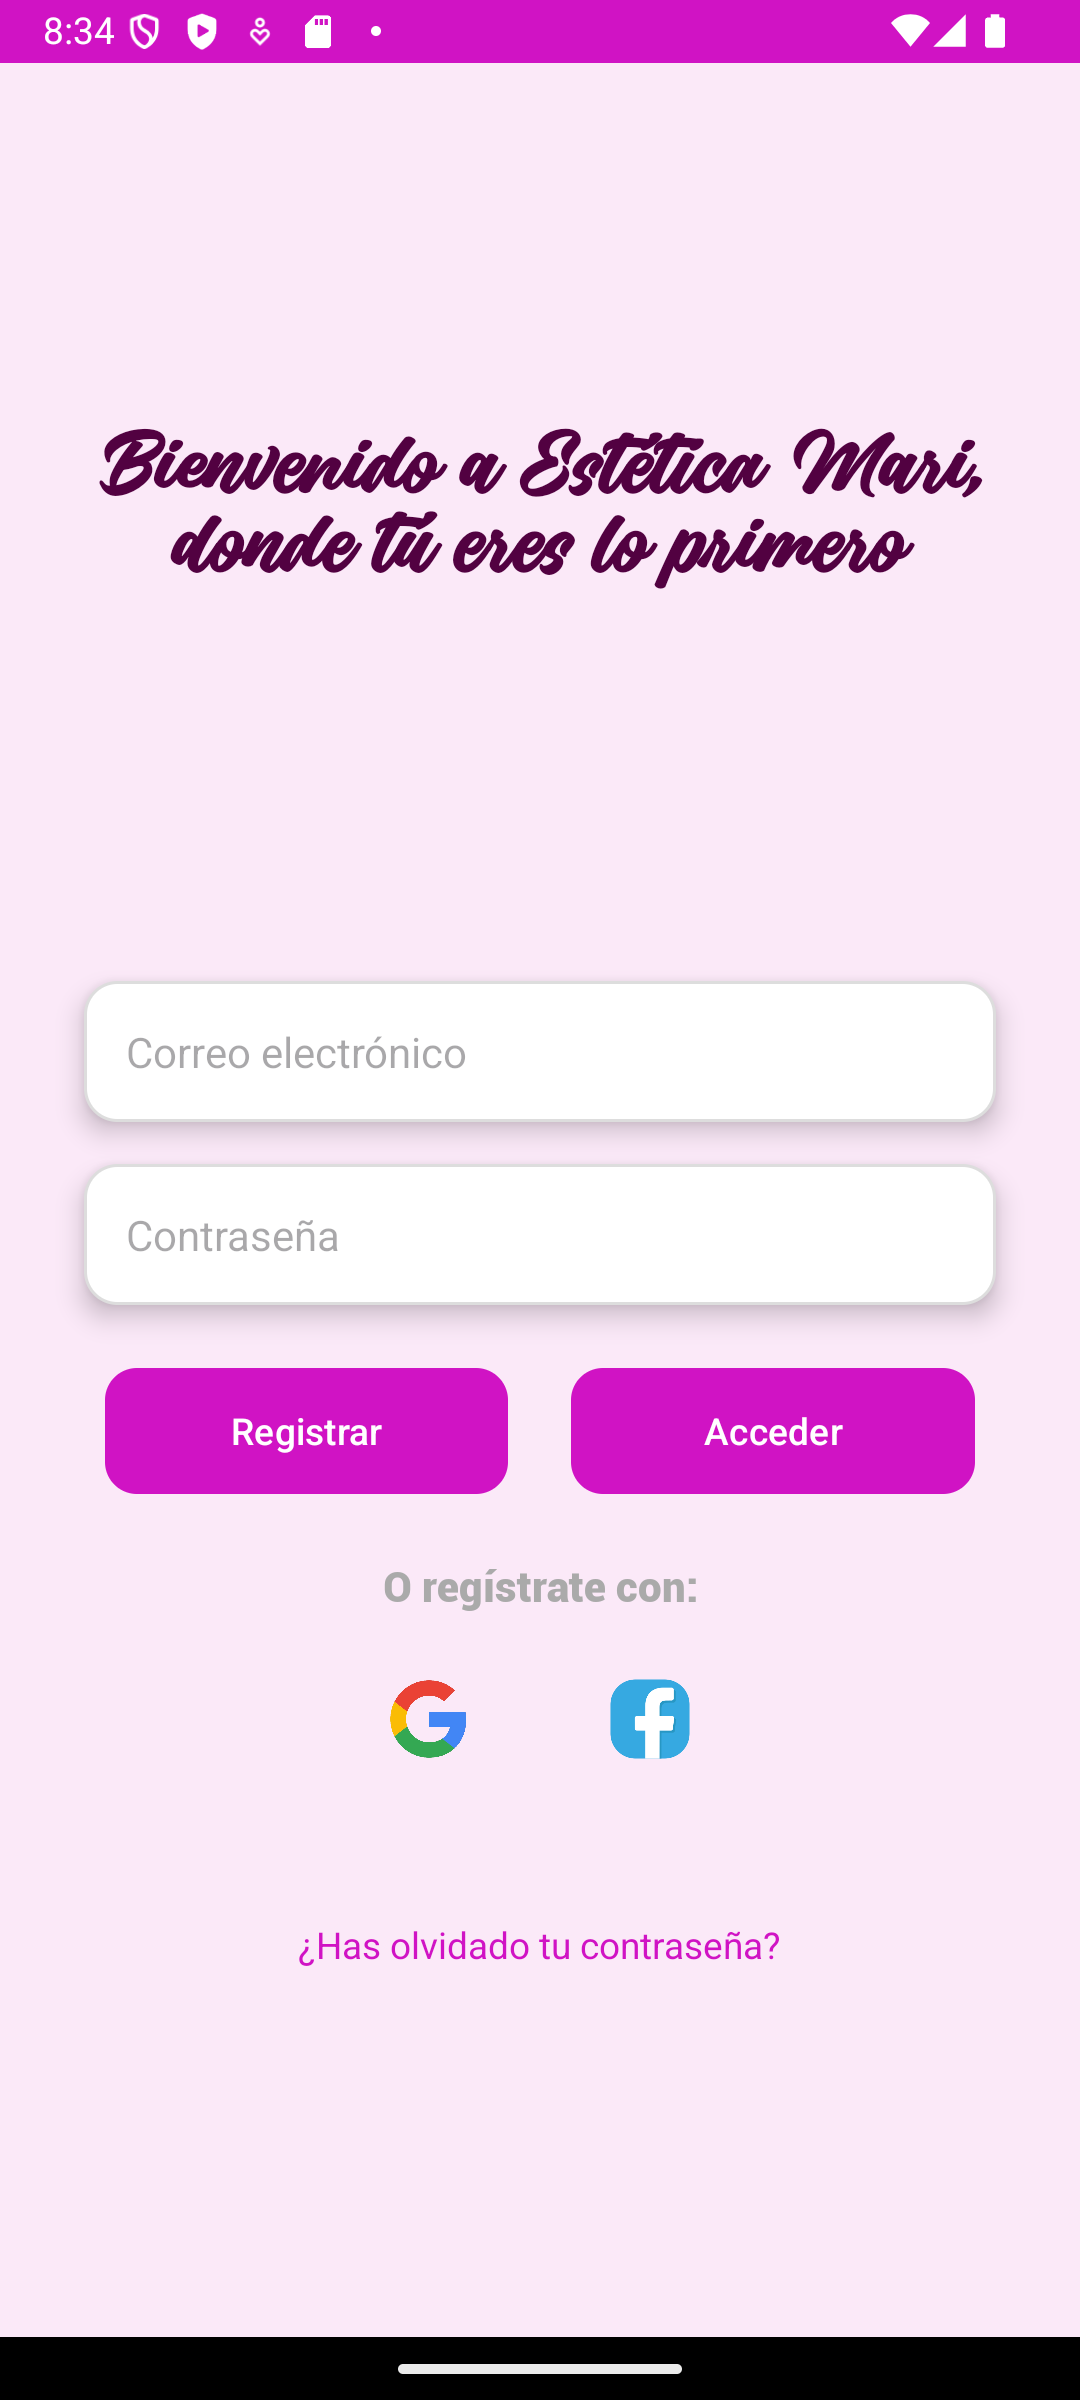 8:34
Bienvenido a Estética Mari,
donde tú eres lo primero
Correo electrónico
Contraseña
Registrar
Acceder
O regístrate con:
¿Has olvidado tu contraseña?